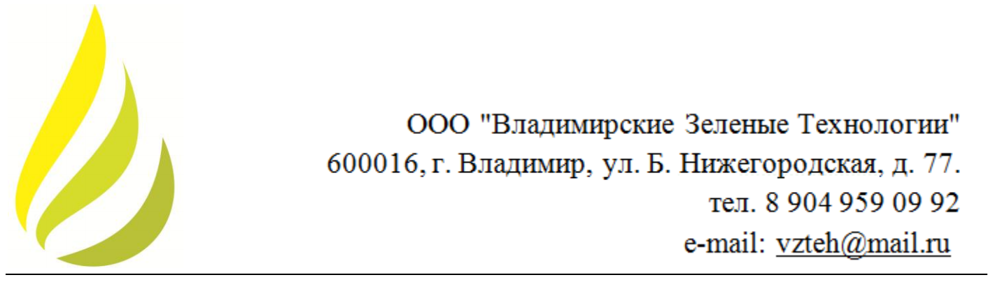 ООО "Владимирские Зеленые Технологии"
600016, г. Владимир, ул. Б. Нижегородская, д. 77.
тел. 8 904 959 09 92
e-mail: vzteh@mail.ru